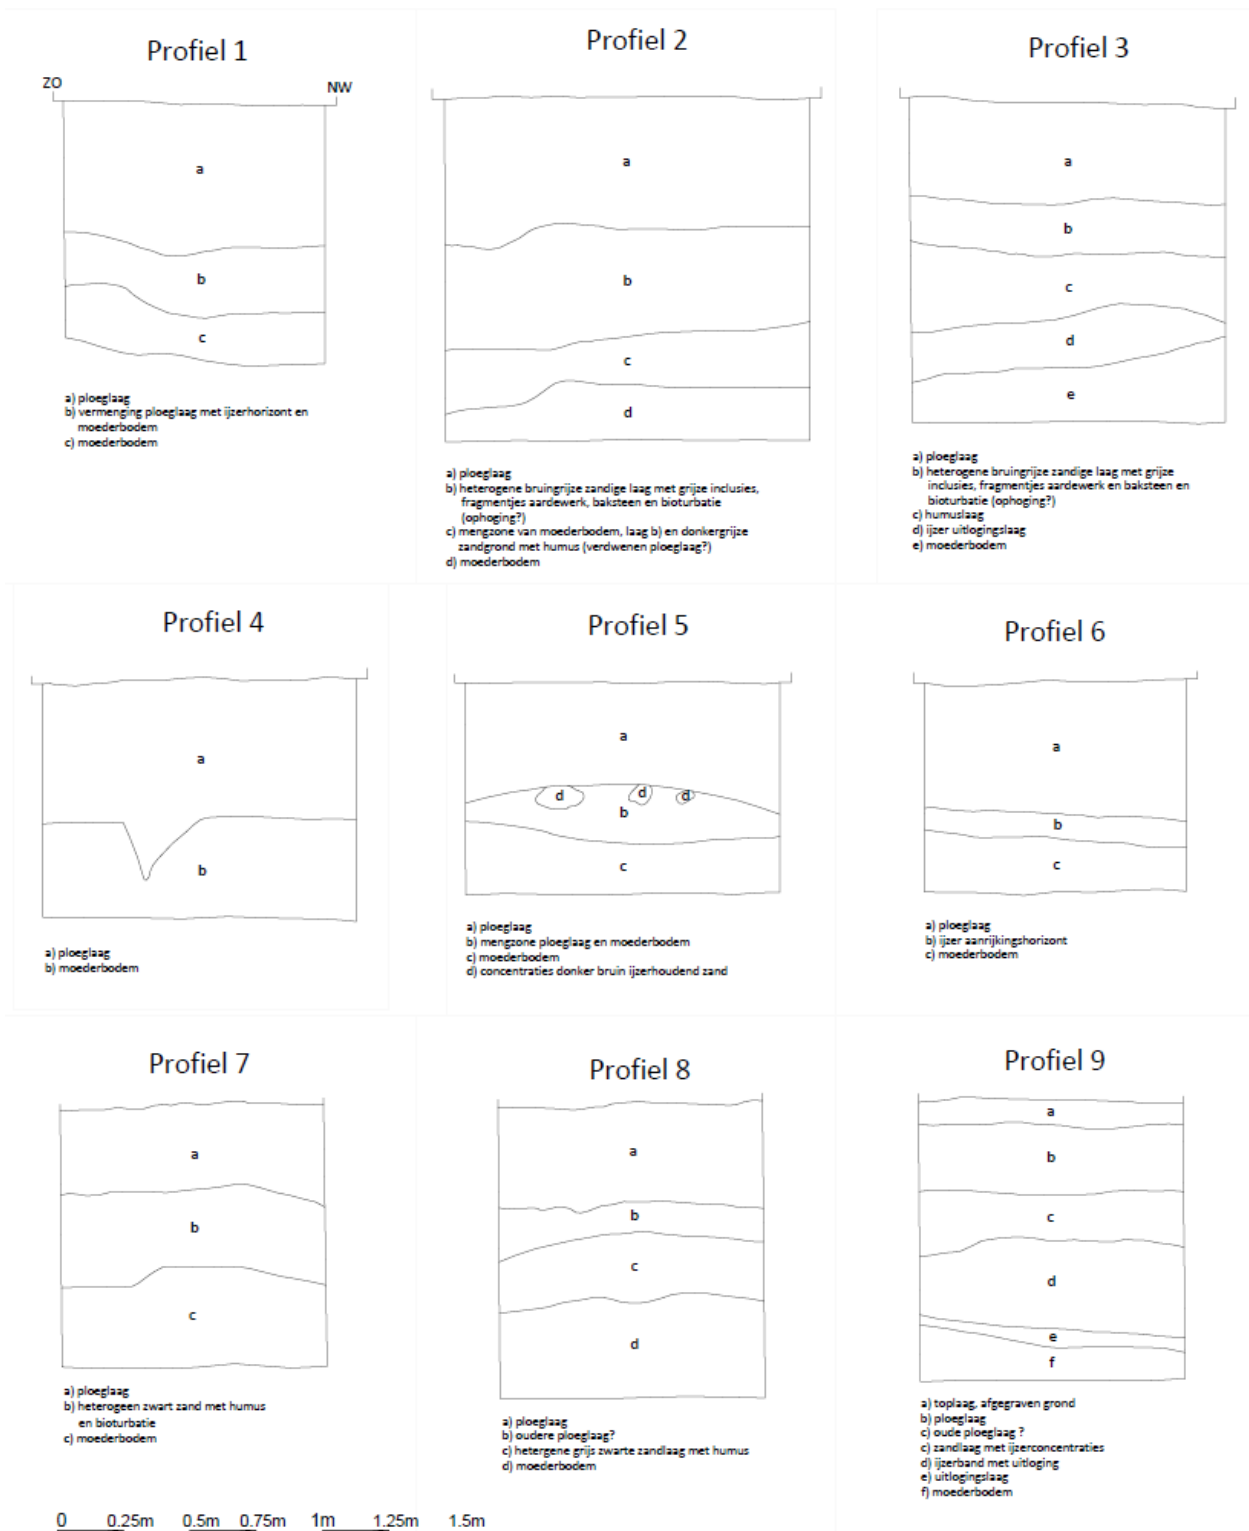 Profiel 1
ZO
NW
a
b
c
a) ploeglaag
b) vermenging ploeglaag met ijzerhorizont en
moederbodem
c) moederbodem
Profiel 2
a
b
c
d
a) ploeglaag
b) heterogene bruingrijze zandige laag met grijze inclusies,
fragmentjes aardewerk, baksteen en bioturbatie
(ophoging?)
c) mengzone van moederbodem, laag b) en donkergrijze
zandgrond met humus (verdwenen ploeglaag?)
d) moederbodem
Profiel 3
a
b
c
d
e
a) ploeglaag
b) heterogene bruingrijze zandige laag met grijze
inclusies, fragmentjes aardewerk en baksteen en
bioturbatie (ophoging?)
c) humuslaag
d) ijzer uitlogingslaag
e) moederbodem
Profiel 4
a
b
a) ploeglaag
b) moederbodem
Profiel 5
a
d
d
d
b
c
a) ploeglaag
b) mengzone ploeglaag en moederbodem
c) moederbodem
d) concentraties donker bruin ijzerhoudend zand
Profiel 6
a
b
c
a) ploeglaag
b) ijzer aanrijkingshorizont
c) moederbodem
Profiel 7
a
b
c
a) ploeglaag
b) heterogeen zwart zand met humus
en bioturbatie
c) moederbodem
Profiel 8
a
b
c
d
a) ploeglaag
b) oudere ploeglaag?
c) hetergene grijs zwarte zandlaag met humus
d) moederbodem
Profiel 9
a
b
c
d
e
f
a) toplaag, afgegraven grond
b) ploeglaag
c) oude ploeglaag ?
c) zandlaag met ijzerconcentraties
d) ijzerband met uitloging
e) uitlogingslaag
f) moederbodem
0 0.25m 0.5m 0.75m 1m 1.25m 1.5m